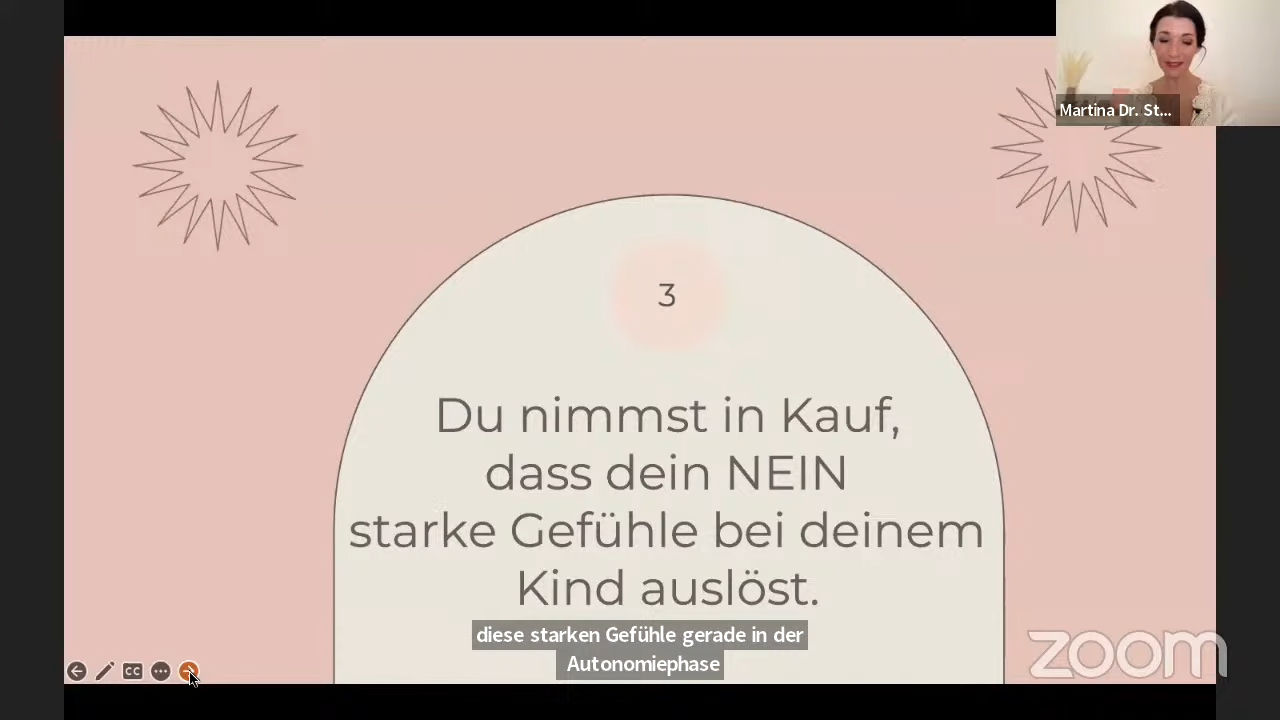 Martina Dr. St...
3
Du nimmst in Kauf,
dass dein NEIN
starke Gefühle bei deinem
Kind auslöst.
diese starken Gefühle gerade in der
Autonomiephase
CC
zoom